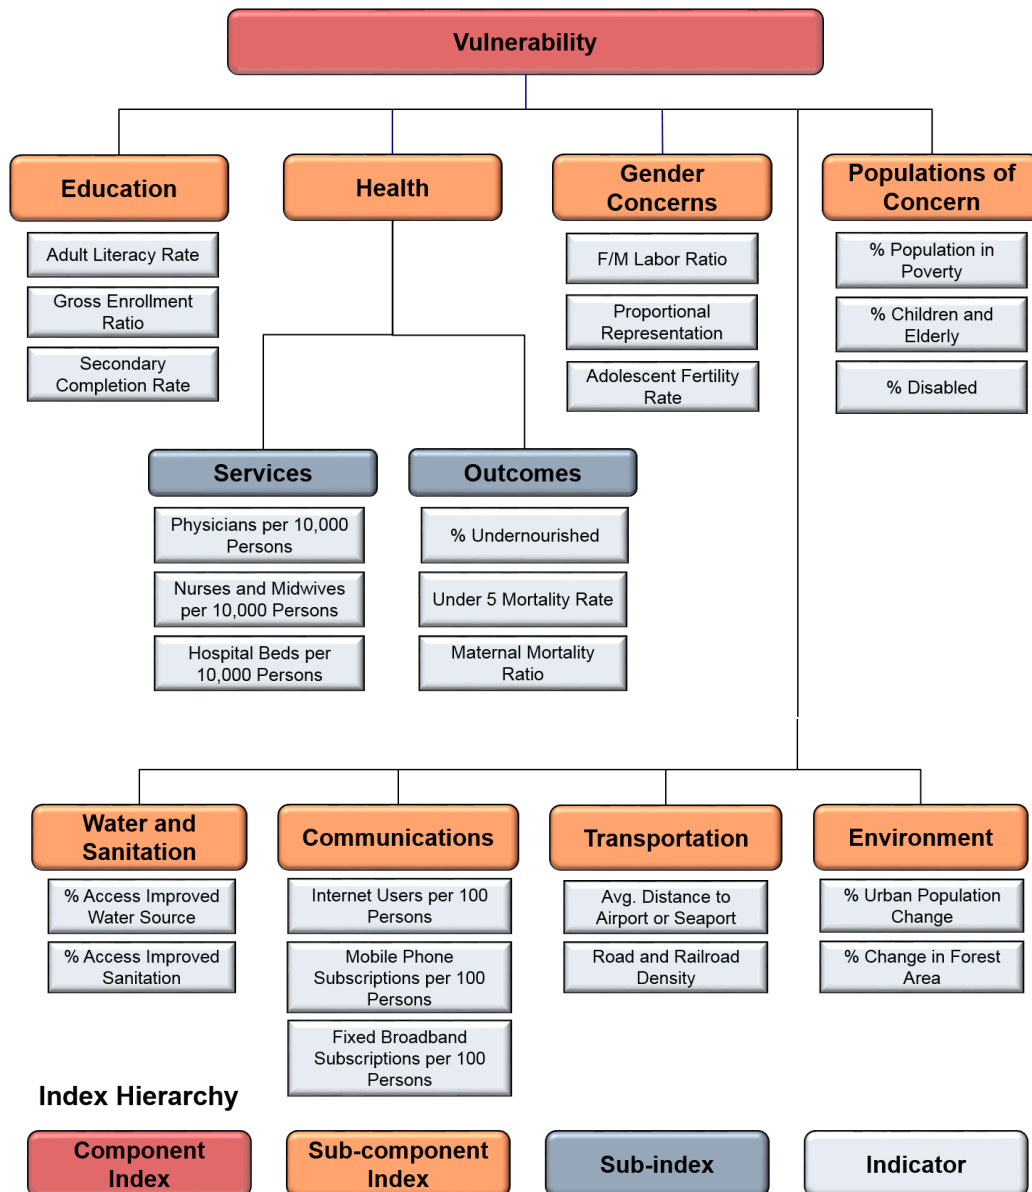 Vulnerability
Education
Health
Gender
Concerns
Populations of
Concern
Adult Literacy Rate
Gross Enrollment
Ratio
Secondary
Completion Rate
F/M Labor Ratio
Proportional
Representation
Adolescent Fertility
Rate
% Population in
Poverty
% Children and
Elderly
% Disabled
Services
Physicians per 10,000
Persons
Nurses and Midwives
per 10,000 Persons
Hospital Beds per
10,000 Persons
Outcomes
% Undernourished
Under 5 Mortality Rate
Maternal Mortality
Ratio
Water and
Sanitation
% Access Improved
Water Source
% Access Improved
Sanitation
Communications
Internet Users per 100
Persons
Mobile Phone
Subscriptions per 100
Persons
Fixed Broadband
Subscriptions per 100
Persons
Transportation
Avg. Distance to
Airport or Seaport
Road and Railroad
Density
Environment
% Urban Population
Change
% Change in Forest
Area
Index Hierarchy
Component
Index
Sub-component
Index
Sub-index
Indicator